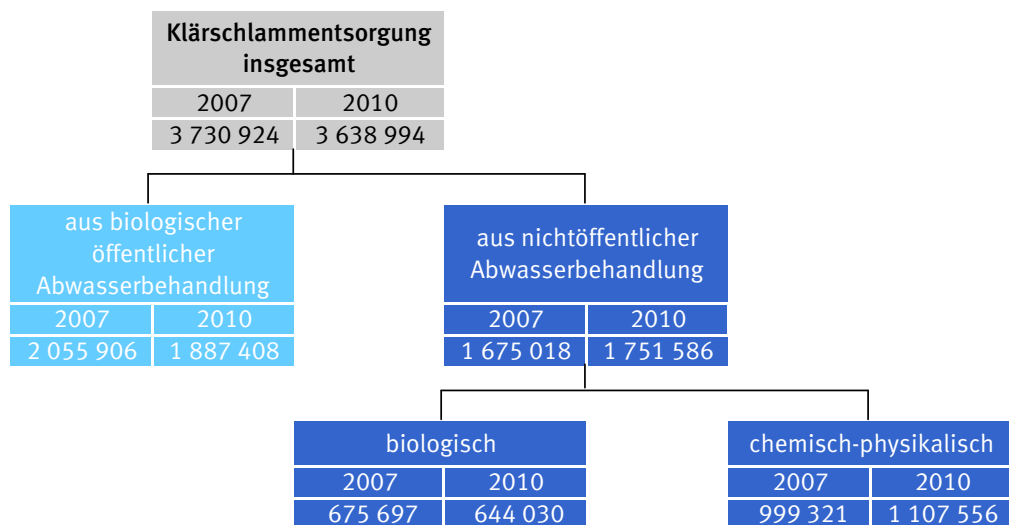 Klärschlammentsorgung
insgesamt
2007 2010
3 730 924 3 638 994
aus biologischer
öffentlicher
Abwasserbehandlung
2007 2010
2 055 906 1 887 408
aus nichtöffentlicher
Abwasserbehandlung
2007 2010
1 675 018 1 751 586
biologisch
2007 2010
675 697 644 030
chemisch-physikalisch
2007 2010
999 321 1 107 556